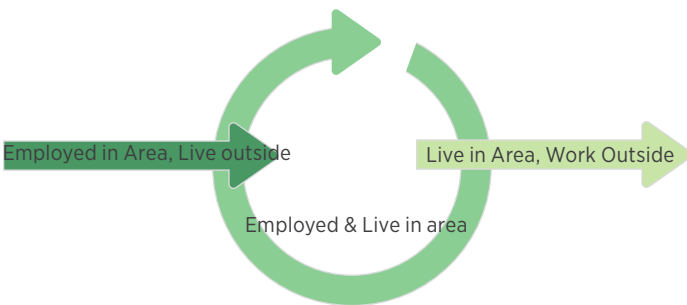 Employed in Area, Live outside
Live in Area, Work Outside
Employed & Live in area